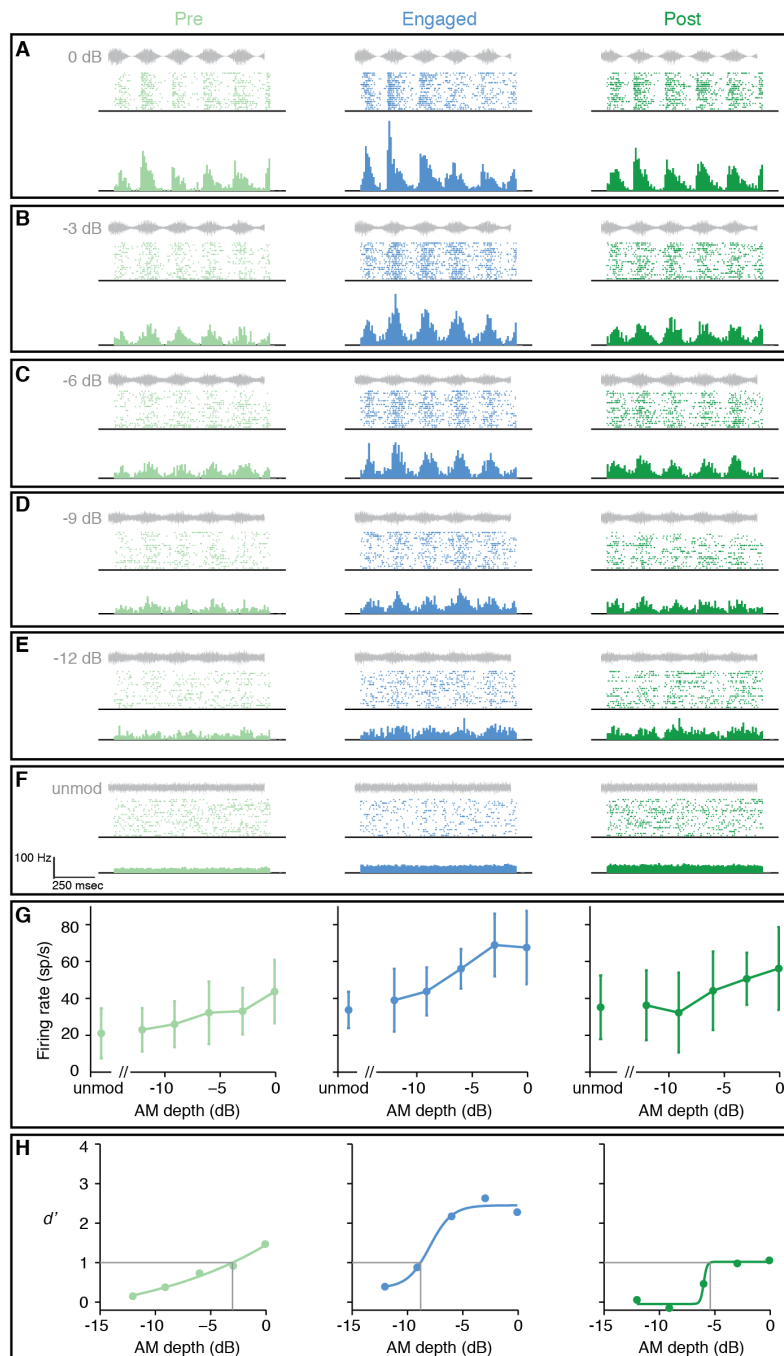 Pre Engaged Post
A
0 dB
B
-3 dB
C
-6 dB
D
-9 dB
E
-12 dB
F
unmod
100 Hz
250 msec
G
Firing rate (sp/s)
80
60
40
20
0
unmod // -10 –5 0
AM depth (dB)
unmod // -10 -5 0
AM depth (dB)
unmod // -10 -5 0
AM depth (dB)
H
d'
4
3
2
1
0
-15 -10 –5 0
AM depth (dB)
-15 -10 -5 0
AM depth (dB)
-15 -10 -5 0
AM depth (dB)